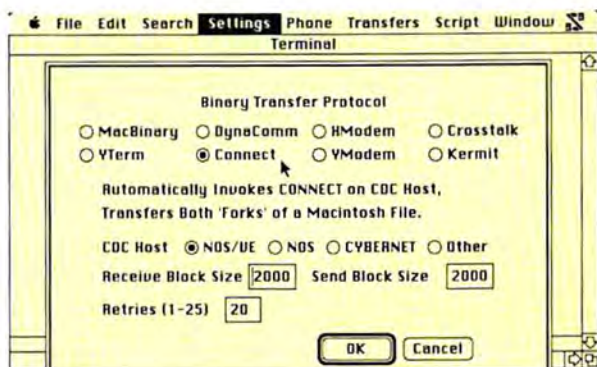 File Edit Search Settings Phone Transfers Script Window
Terminal
Binary Transfer Protocol
MacBinary DynaComm XModem Crosstalk
YTerm Connect YModem Kermit
Automatically Invokes CONNECT on CDC Host,
Transfers Both 'Forks' of a Macintosh File.
CDC Host NOS/VE NOS CYBERNET Other
Receive Block Size 2000 Send Block Size 2000
Retries (1-25) 20
OK Cancel